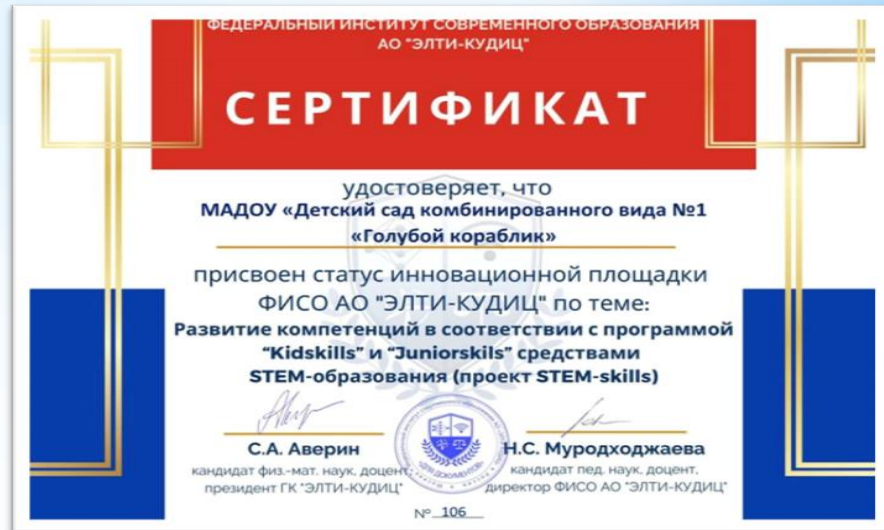 ФЕДЕРАЛЬНЫЙ ИНСТИТУТ СОВРЕМЕННОГО ОБРАЗОВАНИЯ
АО "ЭЛТИ-КУДИЦ"
СЕРТИФИКАТ
удостоверяет, что
МАДОУ «Детский сад комбинированного вида №1
«Голубой кораблик»
присвоен статус инновационной площадки
ФИСО АО "ЭЛТИ-КУДИЦ" по теме:
Развитие компетенций в соответствии с программой
“Kidskills” и “Juniorskils” средствами
STEM-образования (проект STEM-skills)
С.А. Аверин
кандидат физ.-мат. наук, доцент,
президент ГК "ЭЛТИ-КУДИЦ"
ДЛЯ ДОКУМЕНТОВ
Н.С. Муродходжаева
кандидат пед. наук, доцент,
директор ФИСО АО "ЭЛТИ-КУДИЦ"
№ 106